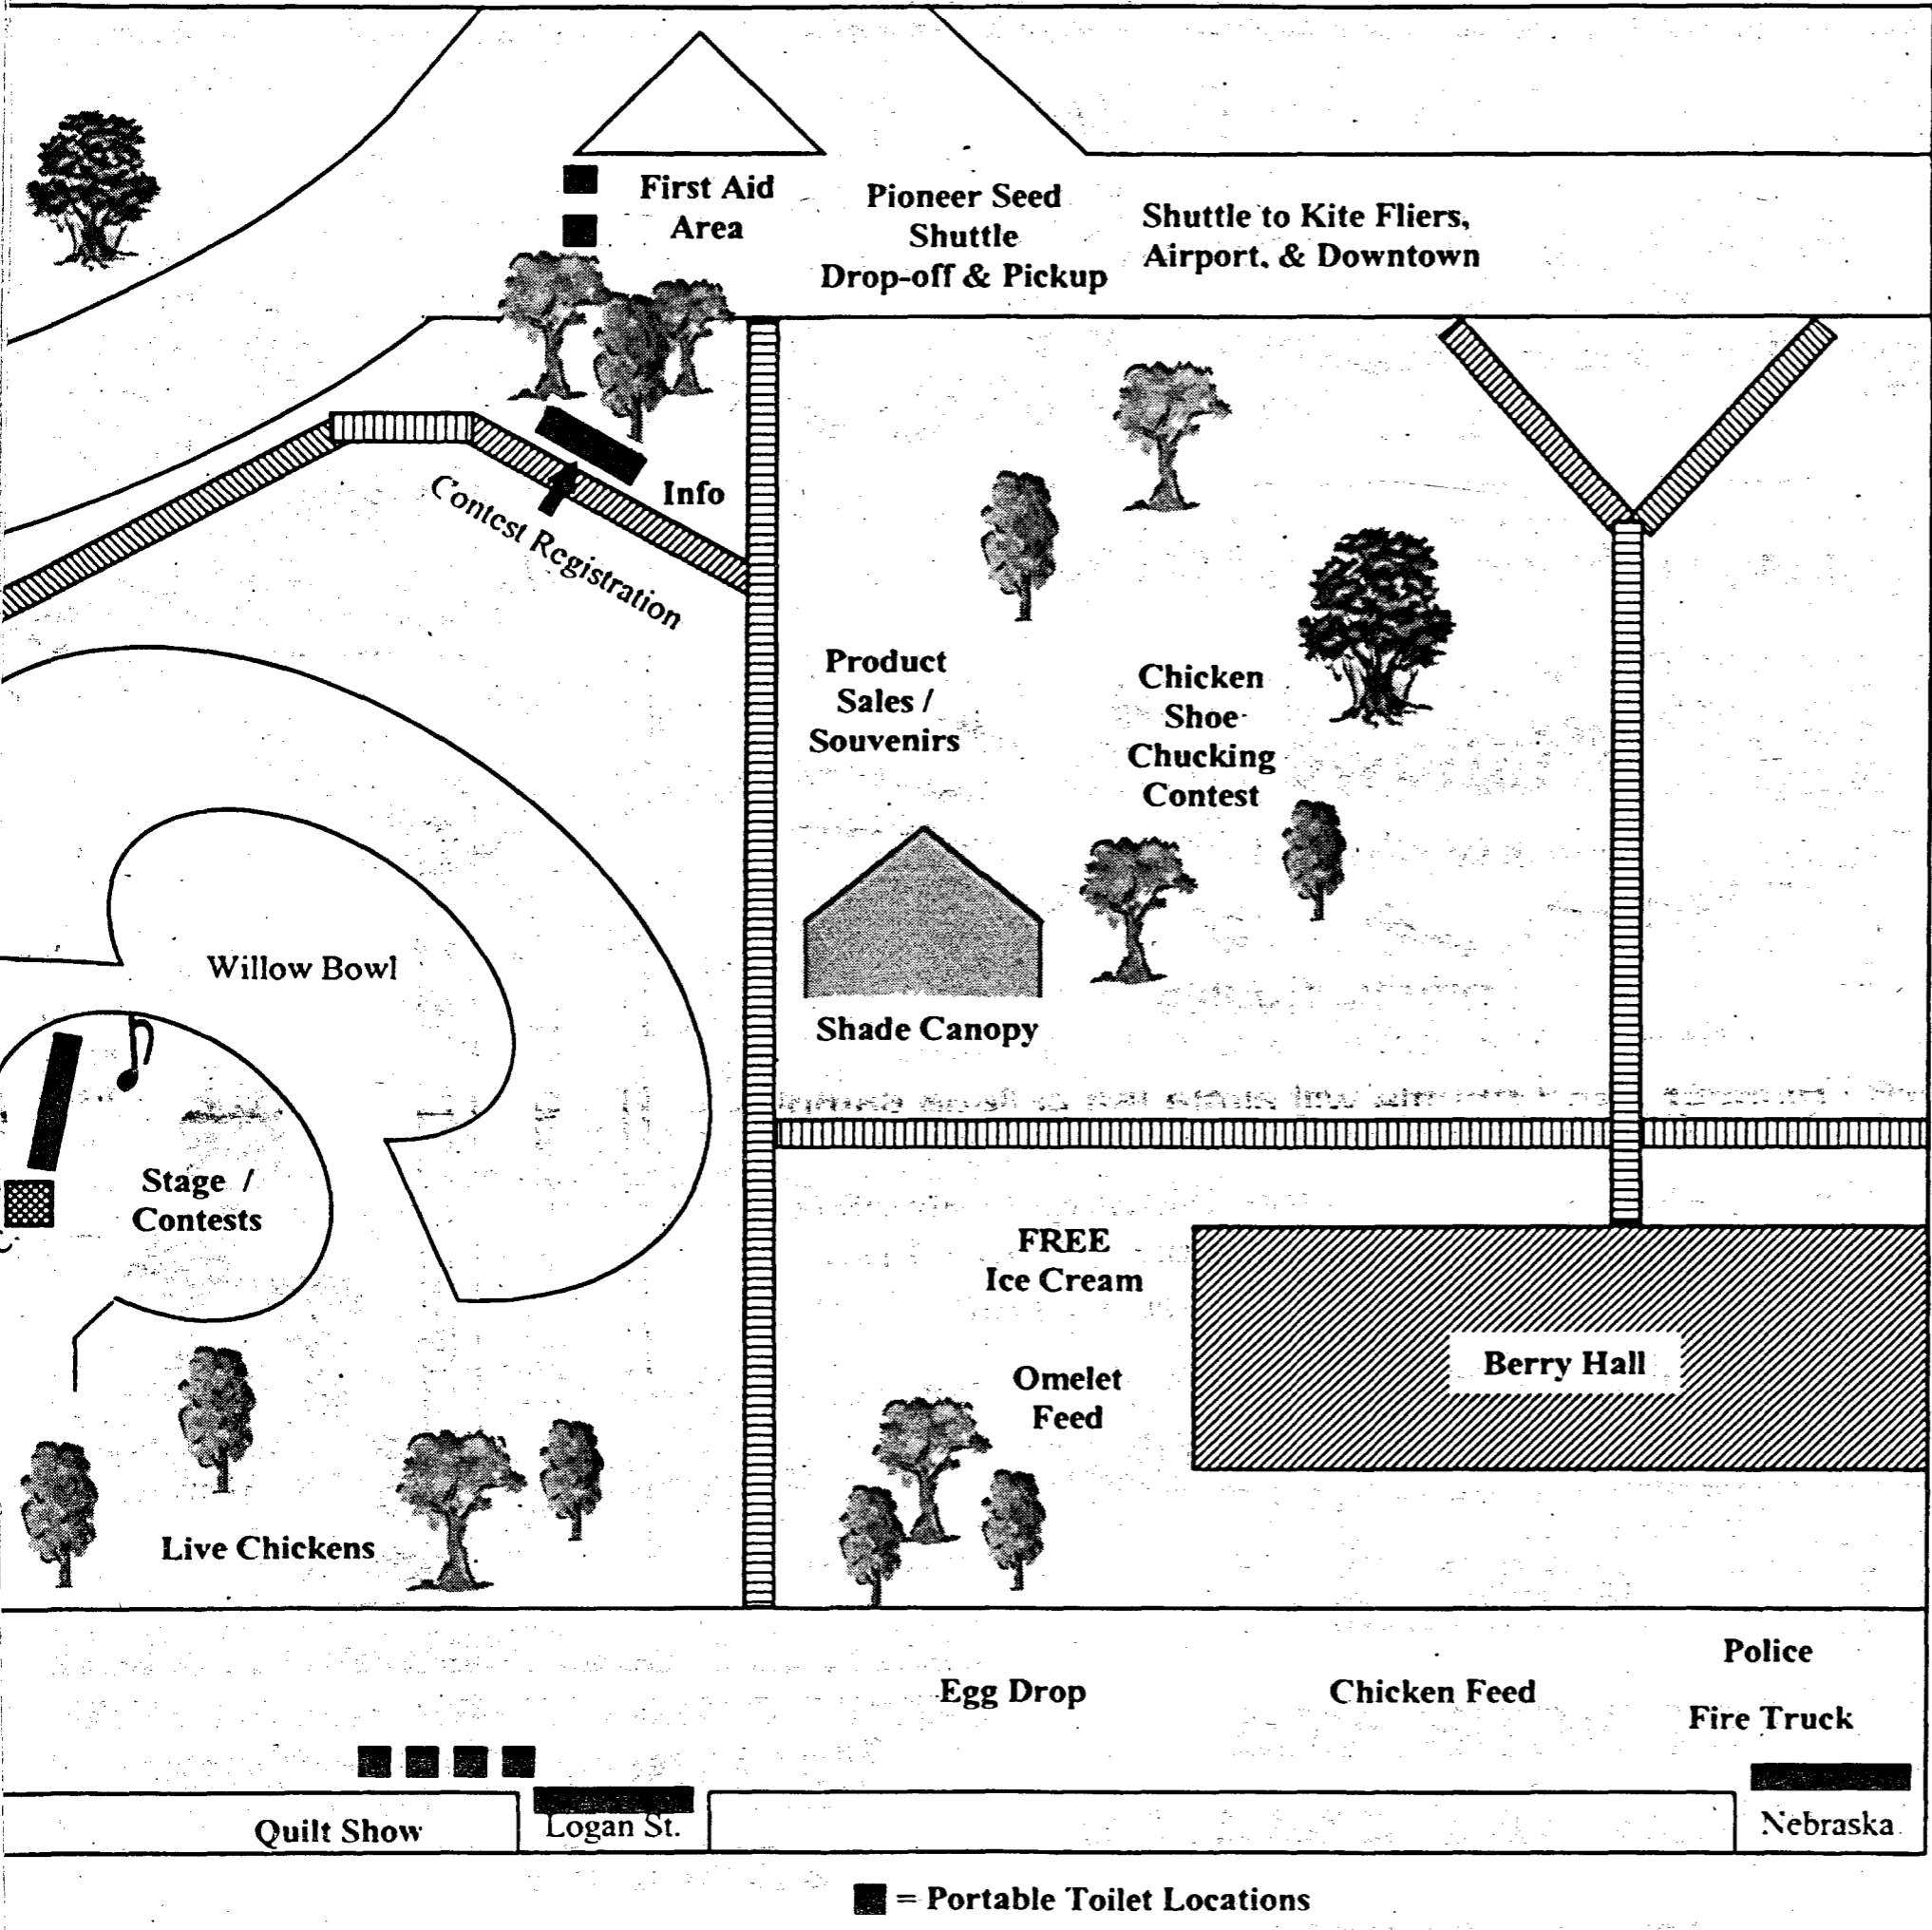 First Aid
Area
Pioneer Seed
Shuttle
Drop-off & Pickup
Shuttle to Kite Fliers,
Airport, & Downtown
Info
Contest Registration
Product
Sales /
Souvenirs
Chicken
Shoe
Chucking
Contest
Willow Bowl
Shade Canopy
Stage /
Contests
FREE
Ice Cream
Berry Hall
Omelet
Feed
Live Chickens
Police
Egg Drop
Chicken Feed
Fire Truck
Quilt Show
Logan St.
Nebraska
= Portable Toilet Locations